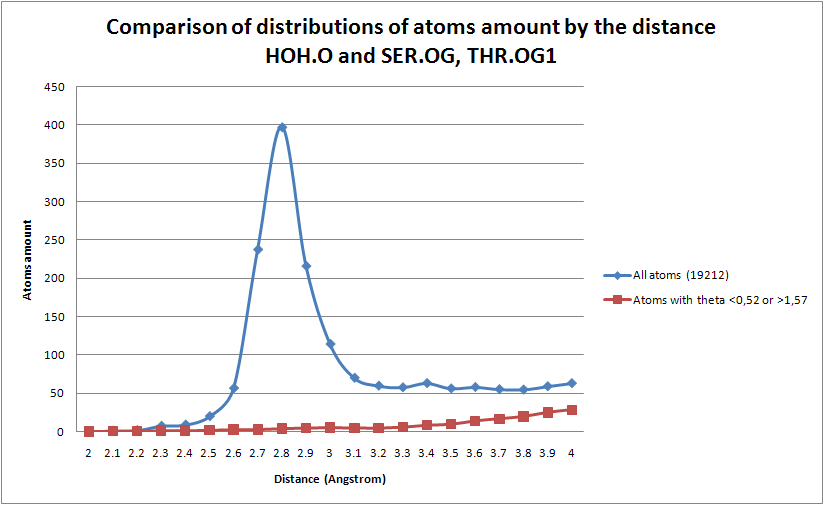 Comparison of distributions of atoms amount by the distance
HOH.O and SER.OG, THR.OG1
450
400
350
300
250
200
150
100
50
0
Atoms amount
2 2.1 2.2 2.3 2.4 2.5 2.6 2.7 2.8 2.9 3 3.1 3.2 3.3 3.4 3.5 3.6 3.7 3.8 3.9 4
Distance (Angstrom)
All atoms (19212)
Atoms with theta <0,52 or >1,57